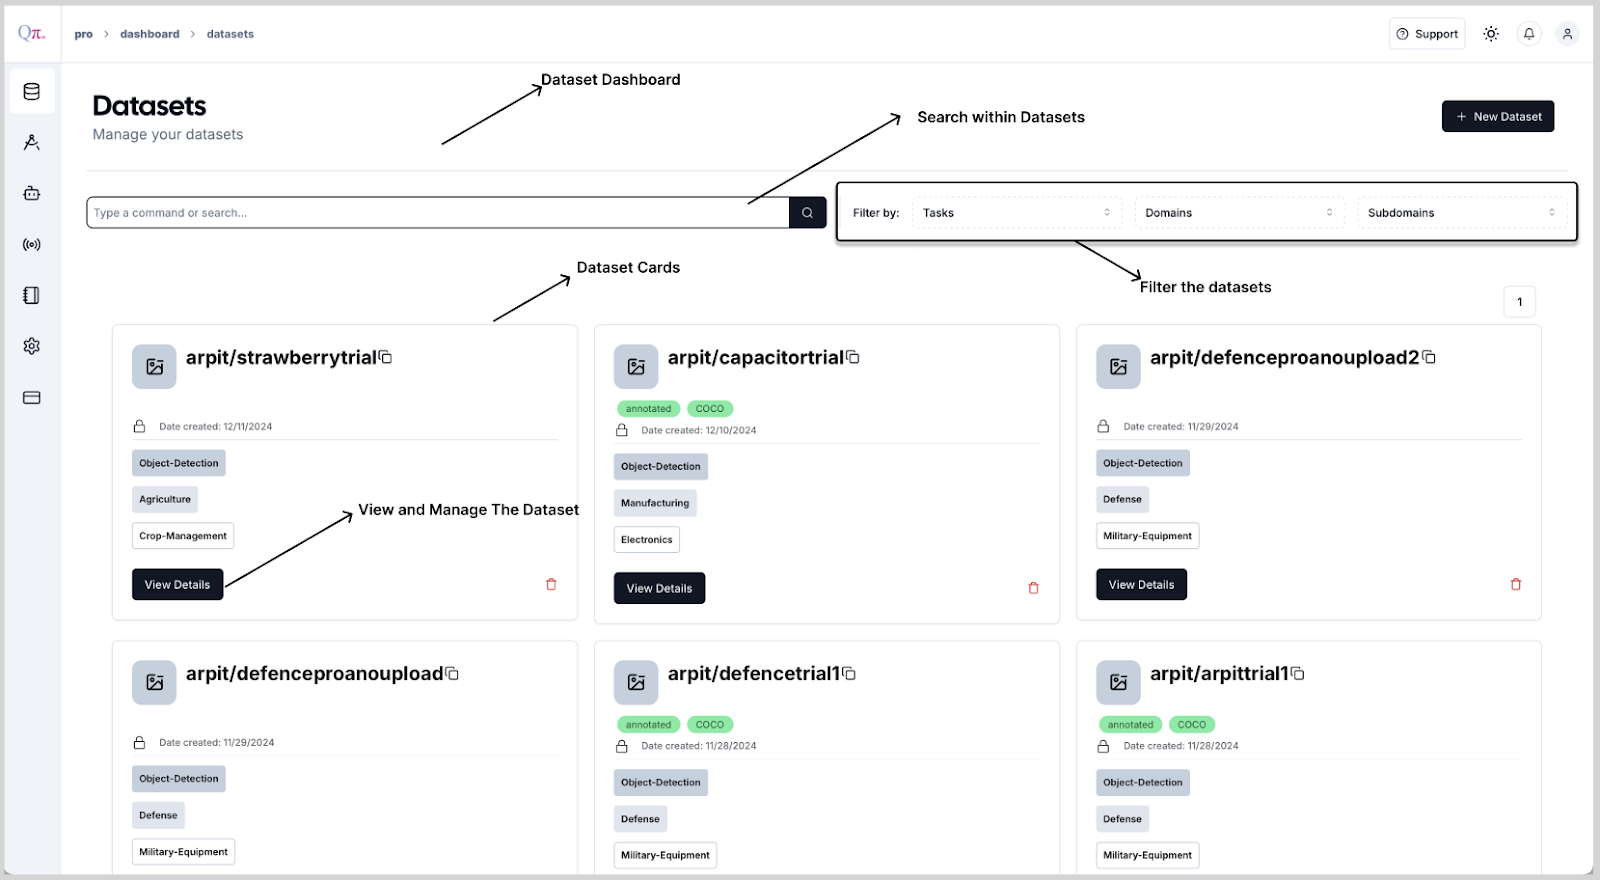 Qπ
pro > dashboard > datasets
Support
Dataset Dashboard
Datasets
Manage your datasets
Search within Datasets
+ New Dataset
Type a command or search...
Filter by: Tasks Domains Subdomains
Dataset Cards
Filter the datasets
1
arpit/strawberrytrial
Date created: 12/11/2024
Object-Detection
Agriculture
Crop-Management
View Details
View and Manage The Dataset
arpit/capacitortrial
annotated COCO
Date created: 12/10/2024
Object-Detection
Manufacturing
Electronics
View Details
arpit/defenceproanoupload2
Date created: 11/29/2024
Object-Detection
Defense
Military-Equipment
View Details
arpit/defenceproanoupload
Date created: 11/29/2024
Object-Detection
Defense
Military-Equipment
arpit/defencetrial1
annotated COCO
Date created: 11/28/2024
Object-Detection
Defense
Military-Equipment
arpit/arpittrial1
annotated COCO
Date created: 11/28/2024
Object-Detection
Defense
Military-Equipment